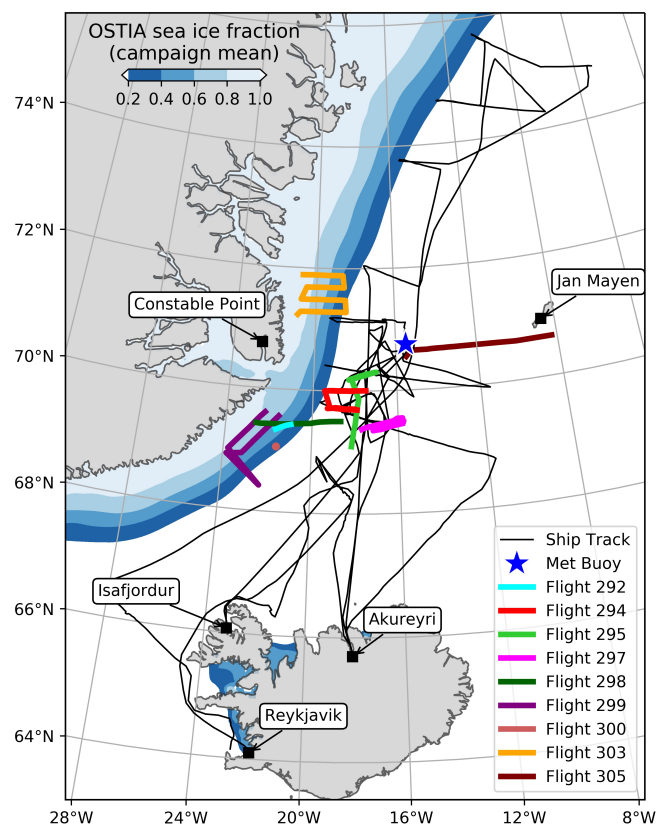 OSTIA sea ice fraction
(campaign mean)
0.2 0.4 0.6 0.8 1.0
74°N
72°N
70°N
68°N
66°N
64°N
Jan Mayen
Constable Point
Isafjordur
Akureyri
Reykjavik
Ship Track
Met Buoy
Flight 292
Flight 294
Flight 295
Flight 297
Flight 298
Flight 299
Flight 300
Flight 303
Flight 305
28°W 24°W 20°W 16°W 12°W 8°W